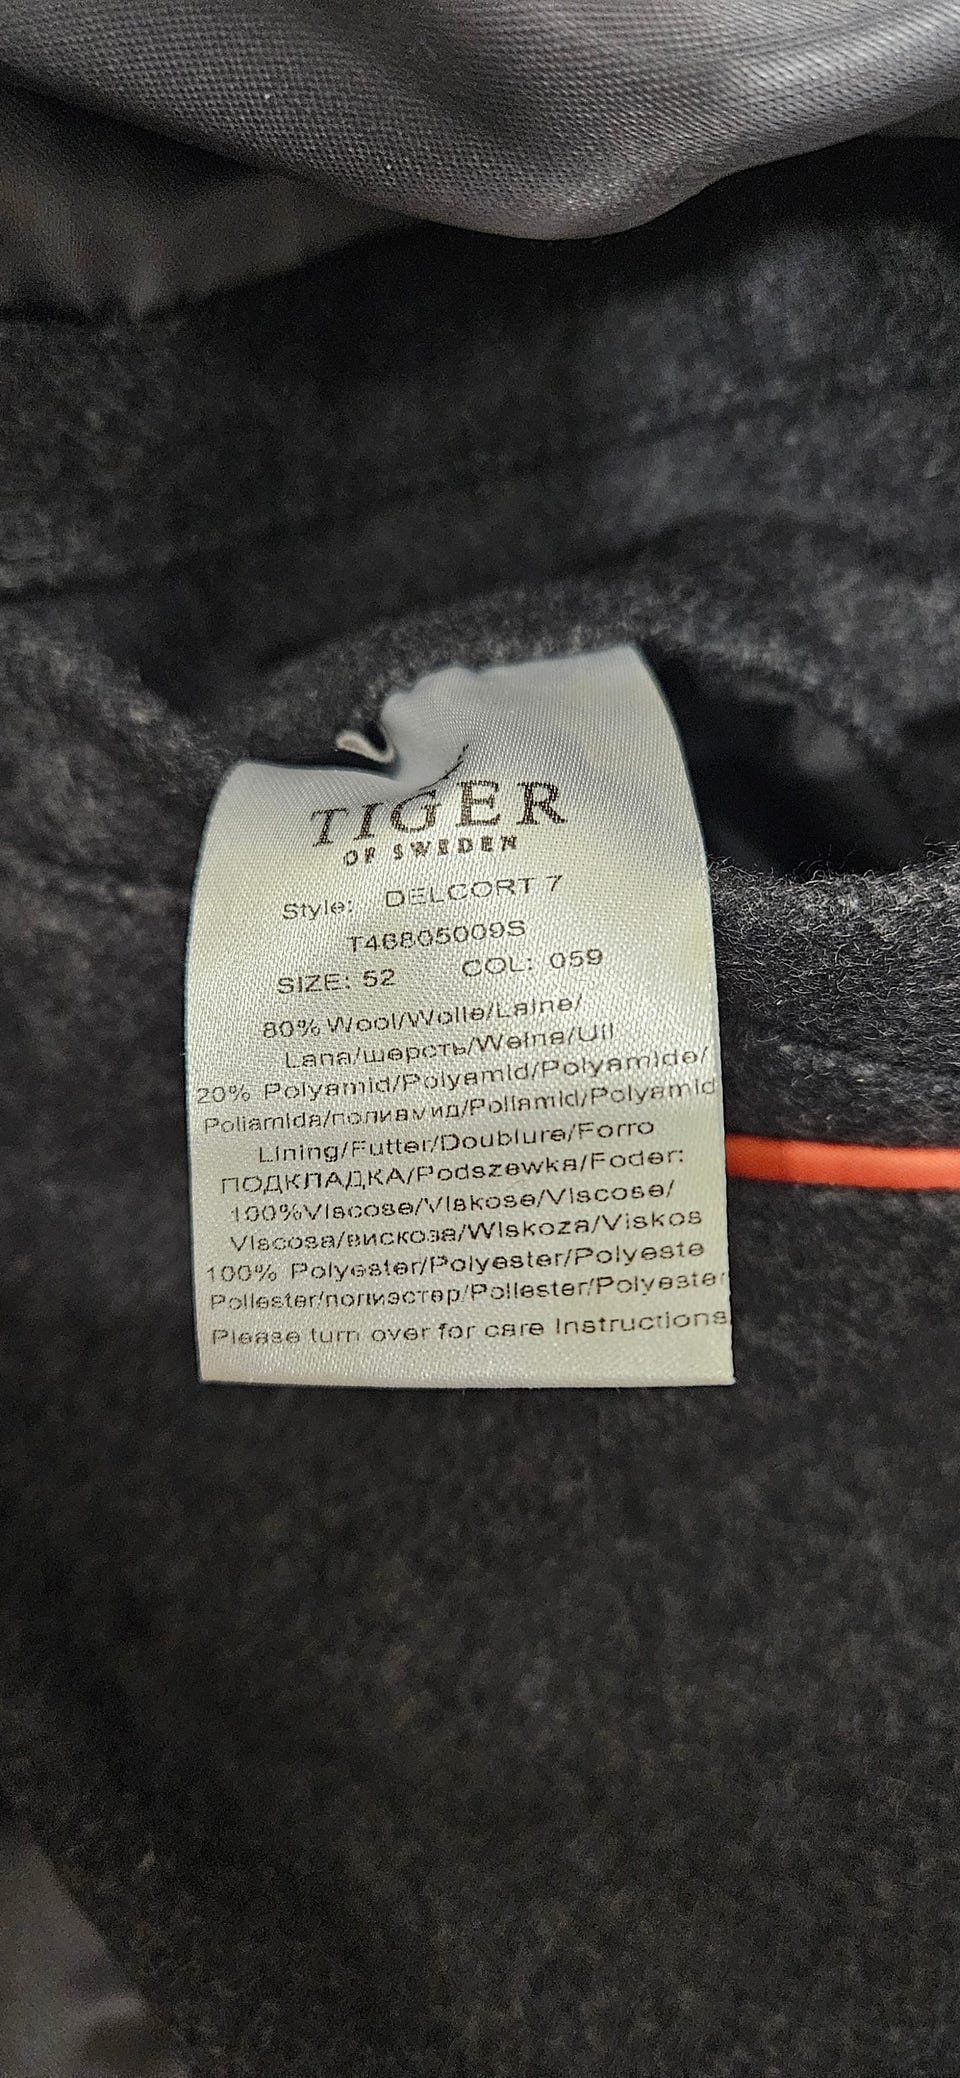 TIGER
OF SWEDEN
Style: DELCORT 7
T46805009S
SIZE: 52 COL: 059
80% Wool/Wolle/Laine/
Lana/шерсть/Wełna/Ull
20% Polyamid/Polyamid/Polyamide/
Poliamida/полиамид/Poliamid/Polyamid
Lining/Futter/Doublure/Forro
ПОДКЛАДКА/Podszewka/Foder:
100%Viscose/Viskose/Viscose/
Viscosa/вискоза/Wiskoza/Viskos
100% Polyester/Polyester/Polyeste
Poliester/полиэстер/Poliester/Polyester
Please turn over for care Instructions